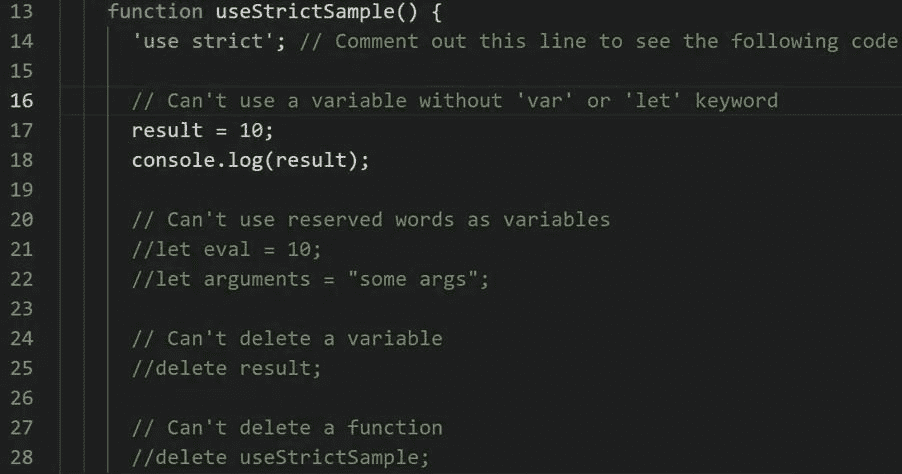 13 function useStrictSample() {
14 'use strict'; // Comment out this line to see the following code
15
16 // Can't use a variable without 'var' or 'let' keyword
17 result = 10;
18 console.log(result);
19
20 // Can't use reserved words as variables
21 //let eval = 10;
22 //let arguments = "some args";
23
24 // Can't delete a variable
25 //delete result;
26
27 // Can't delete a function
28 //delete useStrictSample;